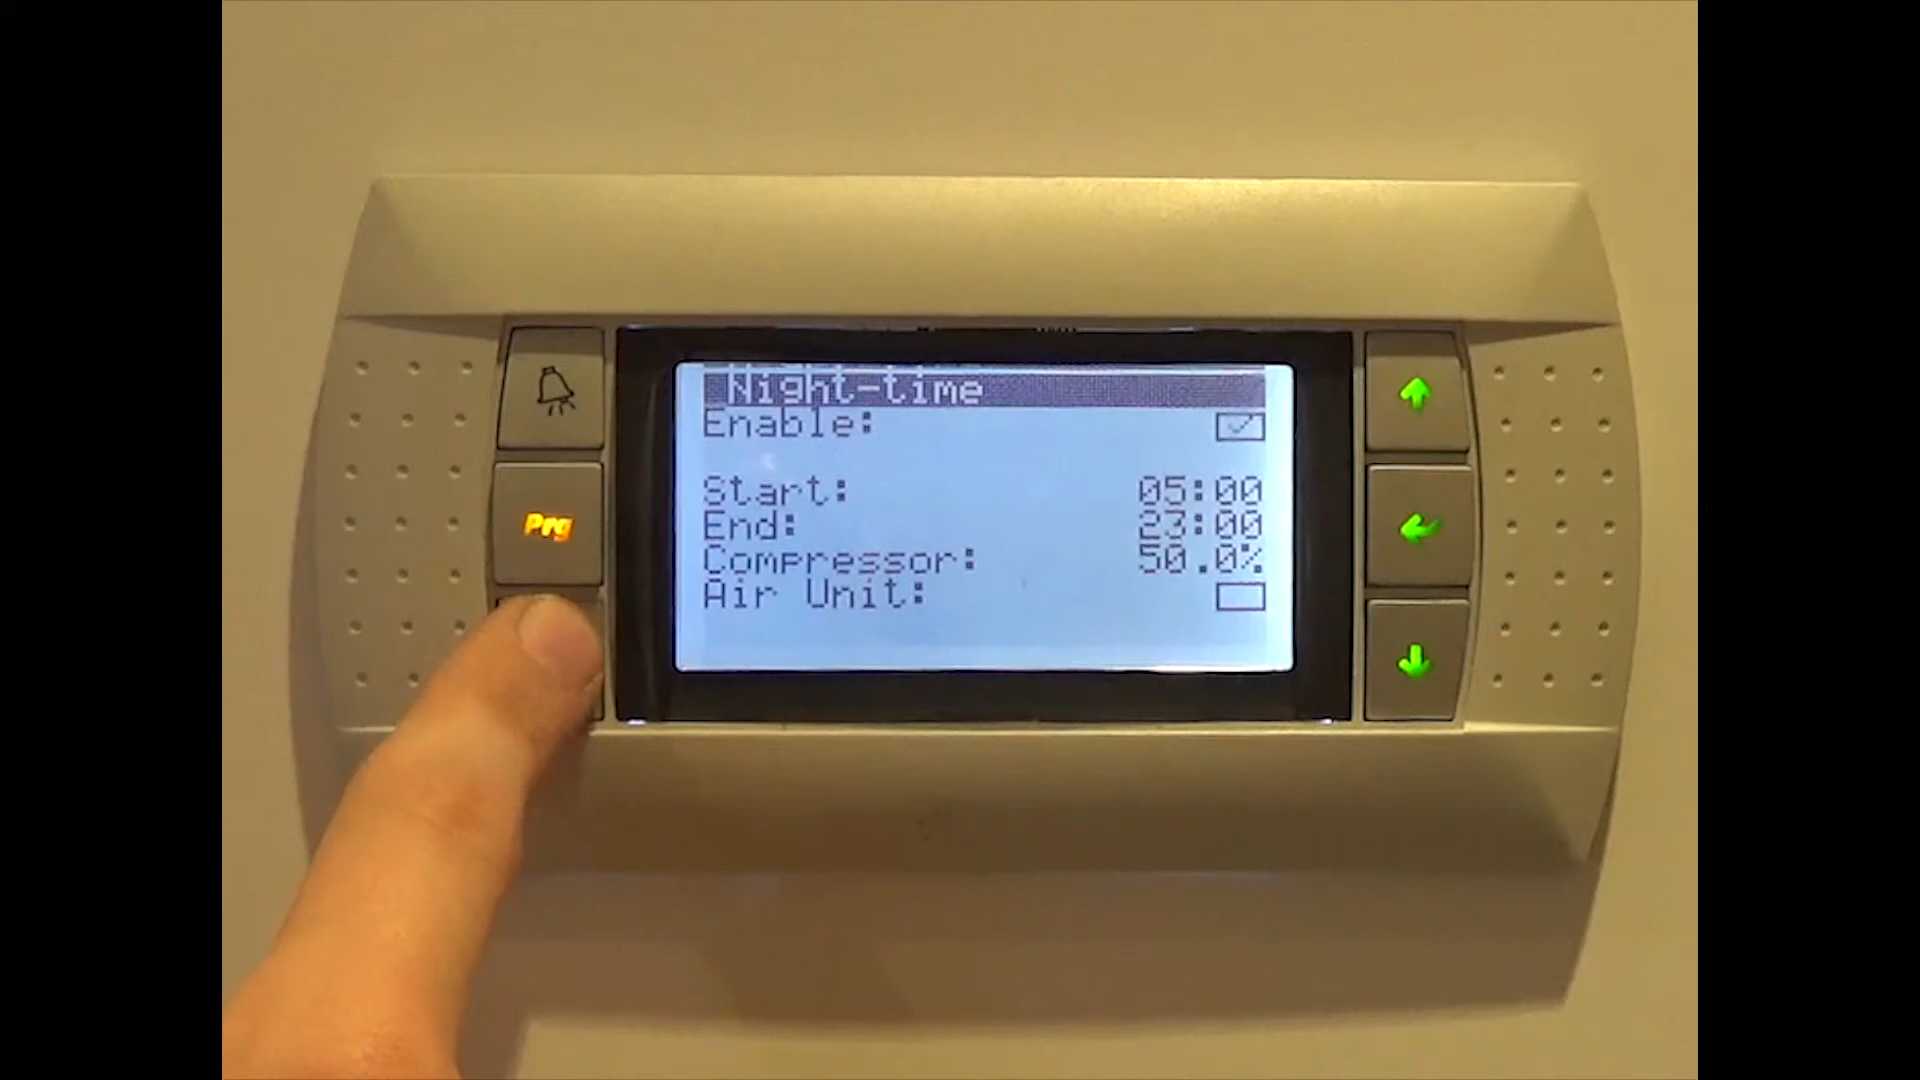 Night-time
Enable:
Start: 05:00
End: 23:00
Compressor: 50.0%
Air Unit:
Prg